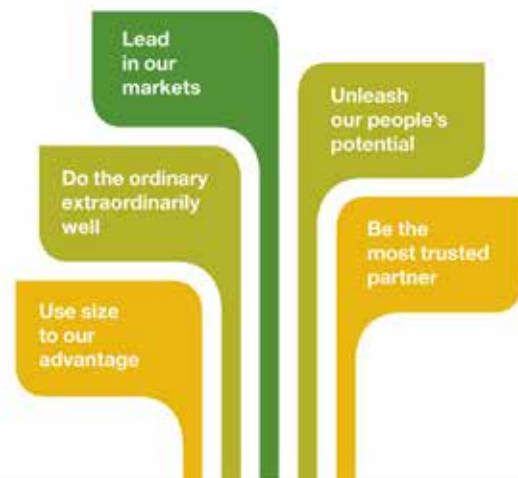 Lead
in our
markets
Unleash
our people's
potential
Do the ordinary
extraordinarily
well
Be the
most trusted
partner
Use size
to our
advantage